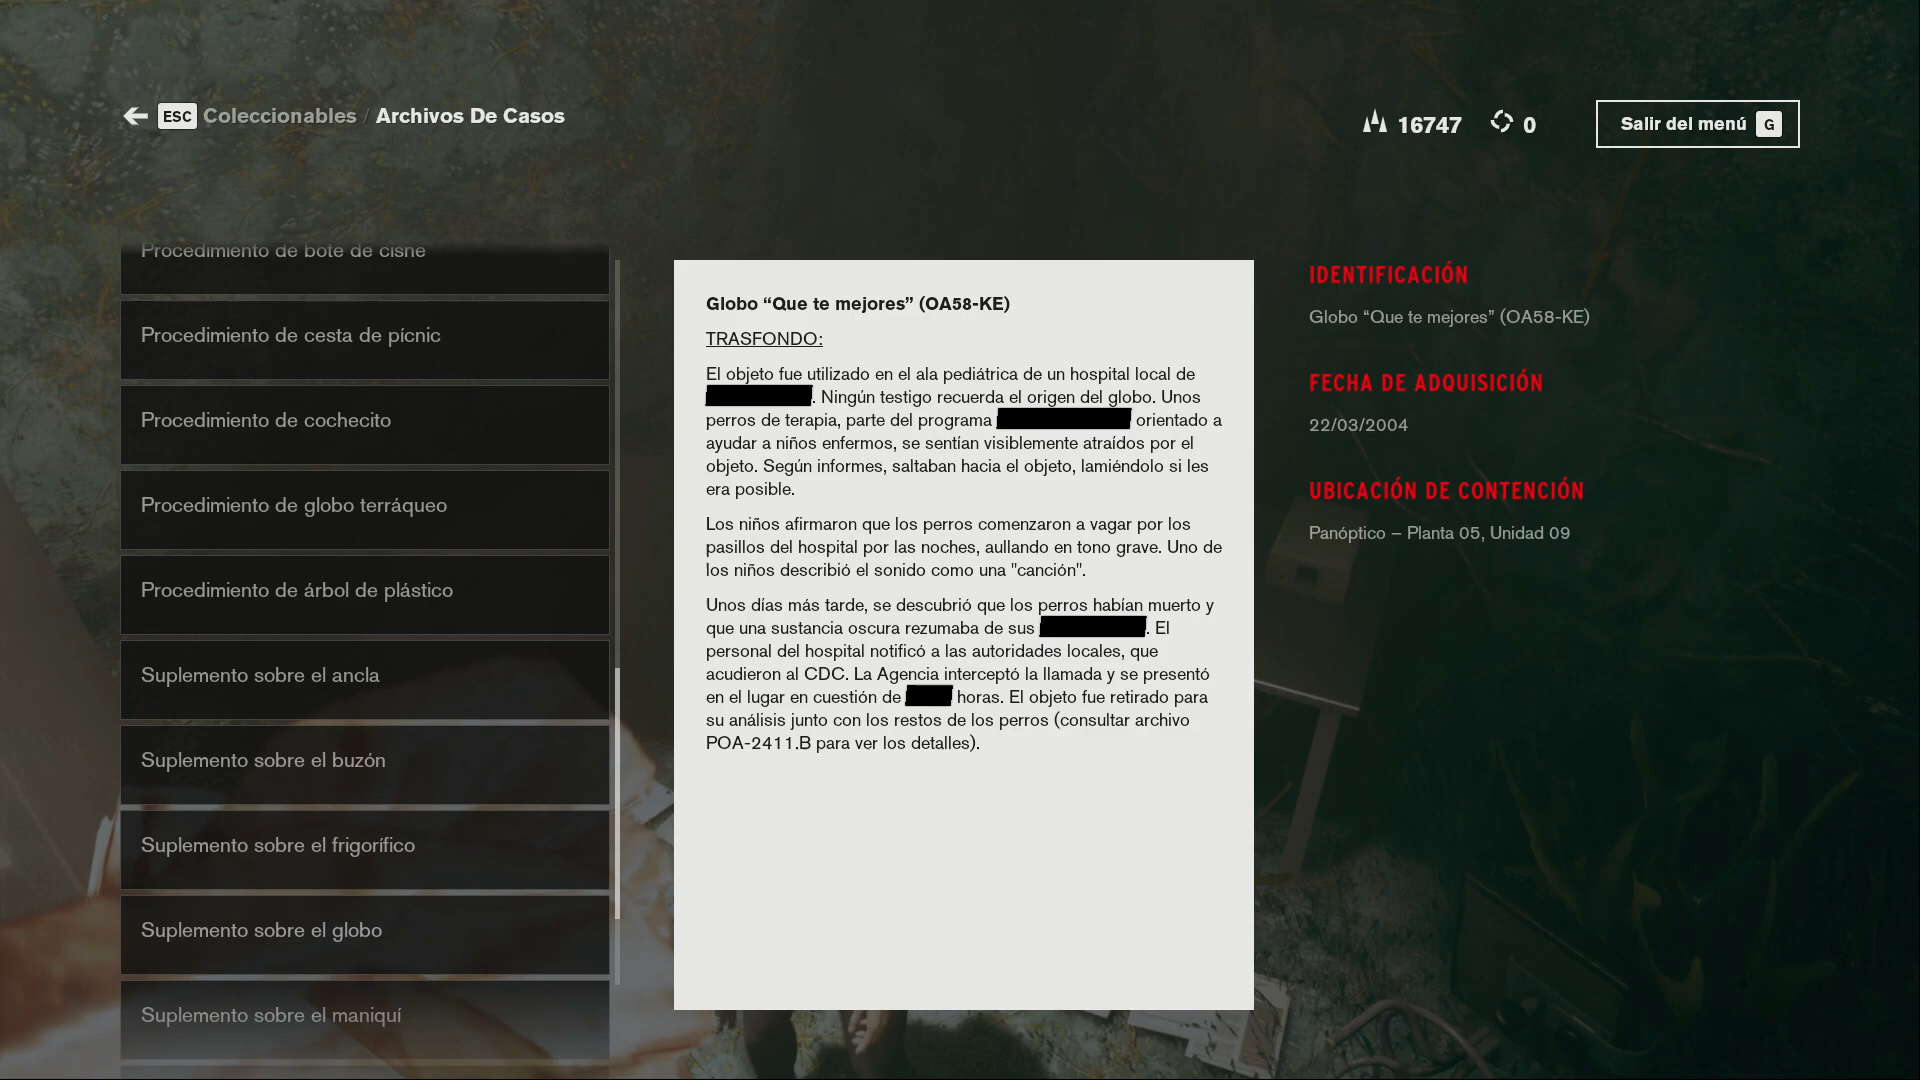 ESC Coleccionables / Archivos De Casos
16747
0
Salir del menú G
Procedimiento de bote de cisne
Procedimiento de cesta de pícnic
Procedimiento de cochecito
Procedimiento de globo terráqueo
Procedimiento de árbol de plástico
Suplemento sobre el ancla
Suplemento sobre el buzón
Suplemento sobre el frigorífico
Suplemento sobre el globo
Suplemento sobre el maniquí
Globo “Que te mejores” (OA58-KE)
TRASFONDO:
El objeto fue utilizado en el ala pediátrica de un hospital local de
. Ningún testigo recuerda el origen del globo. Unos
perros de terapia, parte del programa orientado a
ayudar a niños enfermos, se sentían visiblemente atraídos por el
objeto. Según informes, saltaban hacia el objeto, lamiéndolo si les
era posible.
Los niños afirmaron que los perros comenzaron a vagar por los
pasillos del hospital por las noches, aullando en tono grave. Uno de
los niños describió el sonido como una "canción".
Unos días más tarde, se descubrió que los perros habían muerto y
que una sustancia oscura rezumaba de sus . El
personal del hospital notificó a las autoridades locales, que
acudieron al CDC. La Agencia interceptó la llamada y se presentó
en el lugar en cuestión de horas. El objeto fue retirado para
su análisis junto con los restos de los perros (consultar archivo
POA-2411.B para ver los detalles).
IDENTIFICACIÓN
Globo “Que te mejores” (OA58-KE)
FECHA DE ADQUISICIÓN
22/03/2004
UBICACIÓN DE CONTENCIÓN
Panóptico – Planta 05, Unidad 09